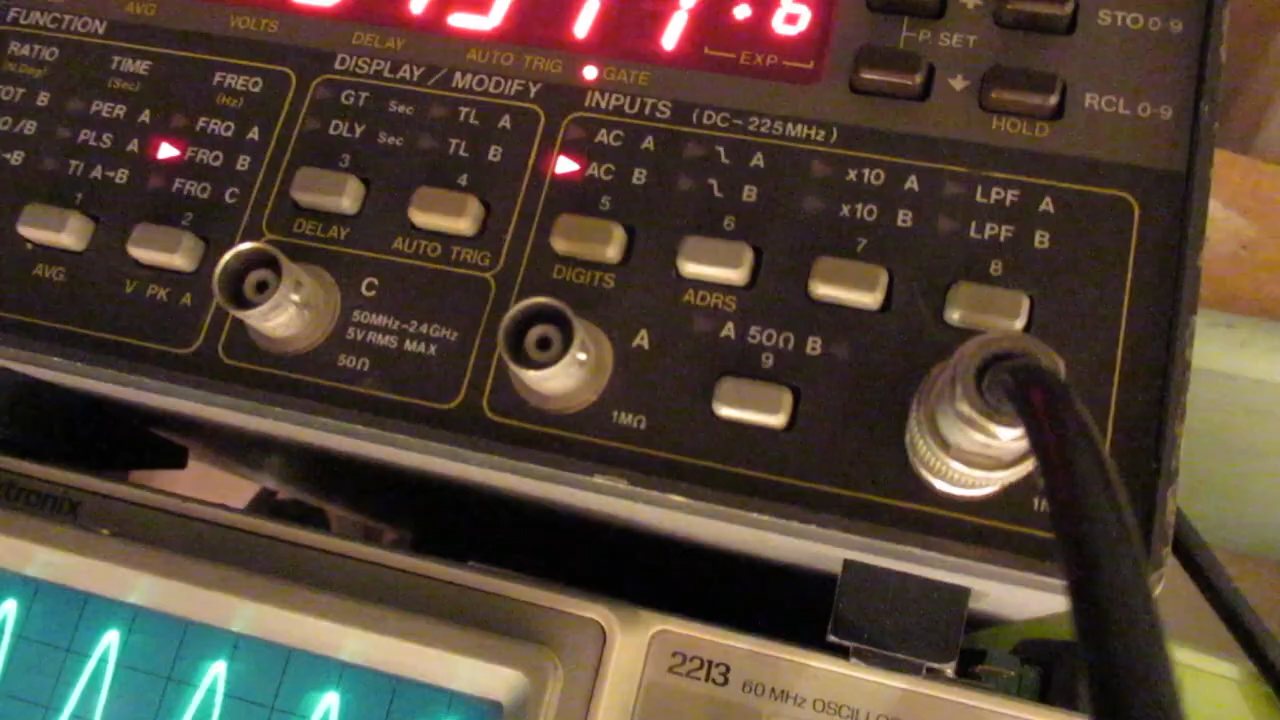 STO 0-9
P. SET
EXP
GATE
AVG
VOLTS
DELAY
AUTO TRIG
RCL 0-9
HOLD
FUNCTION
RATIO
TIME
(Sec)
FREQ
(Hz)
DISPLAY / MODIFY
INPUTS (DC-225MHz)
PER A
FRQ A
PLS A
FRQ B
TI A→B
FRQ C
GT Sec
TL A
DLY Sec
TL B
AC A
A
x10 A
LPF A
AC B
B
x10 B
LPF B
1
2
3
4
5
6
7
8
AVG.
V PK A
DELAY
AUTO TRIG
DIGITS
ADRS
C
50MHz-2.4GHz
5V RMS MAX
50Ω
A
1MΩ
A 50Ω B
9
tronix
2213 60 MHz